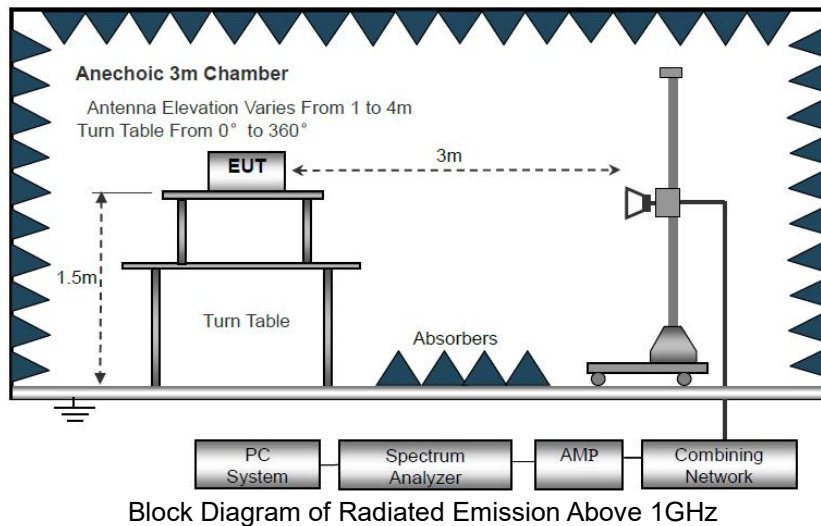 Anechoic 3m Chamber
Antenna Elevation Varies From 1 to 4m
Turn Table From 0° to 360°
EUT
3m
1.5m
Turn Table
Absorbers
PC
System
Spectrum
Analyzer
AMP
Combining
Network
Block Diagram of Radiated Emission Above 1GHz